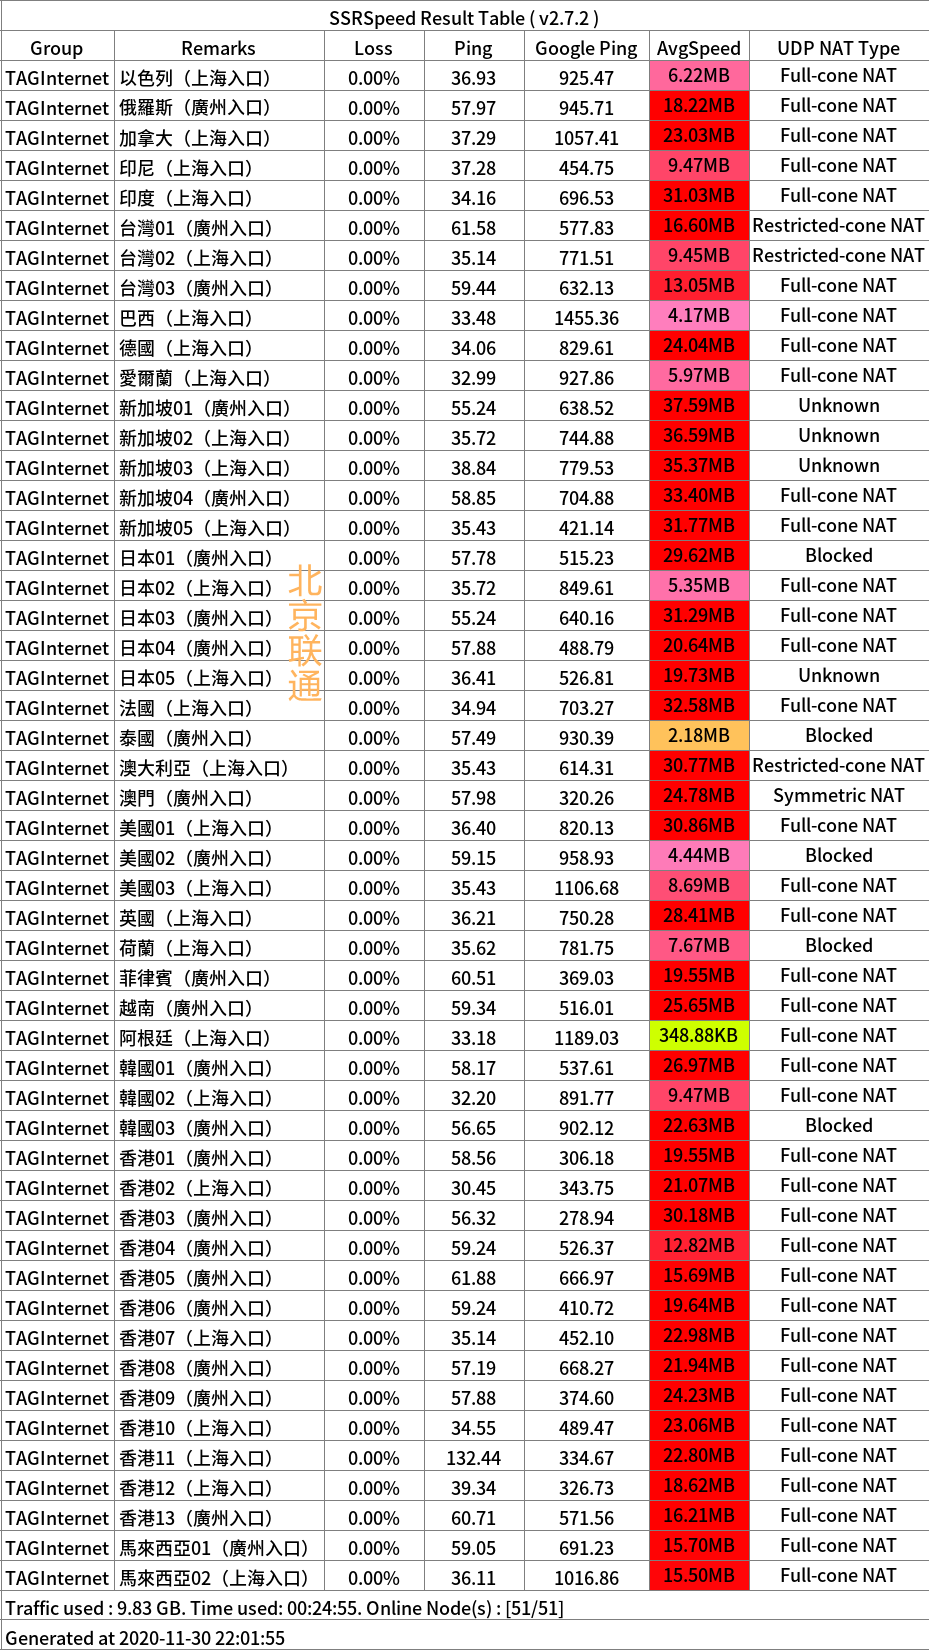 SSRSpeed Result Table ( v2.7.2 )
Group Remarks Loss Ping Google Ping AvgSpeed UDP NAT Type
TAGInternet 以色列（上海入口） 0.00% 36.93 925.47 6.22MB Full-cone NAT
TAGInternet 俄羅斯（廣州入口） 0.00% 57.97 945.71 18.22MB Full-cone NAT
TAGInternet 加拿大（上海入口） 0.00% 37.29 1057.41 23.03MB Full-cone NAT
TAGInternet 印尼（上海入口） 0.00% 37.28 454.75 9.47MB Full-cone NAT
TAGInternet 印度（上海入口） 0.00% 34.16 696.53 31.03MB Full-cone NAT
TAGInternet 台灣01（廣州入口） 0.00% 61.58 577.83 16.60MB Restricted-cone NAT
TAGInternet 台灣02（上海入口） 0.00% 35.14 771.51 9.45MB Restricted-cone NAT
TAGInternet 台灣03（廣州入口） 0.00% 59.44 632.13 13.05MB Full-cone NAT
TAGInternet 巴西（上海入口） 0.00% 33.48 1455.36 4.17MB Full-cone NAT
TAGInternet 德國（上海入口） 0.00% 34.06 829.61 24.04MB Full-cone NAT
TAGInternet 愛爾蘭（上海入口） 0.00% 32.99 927.86 5.97MB Full-cone NAT
TAGInternet 新加坡01（廣州入口） 0.00% 55.24 638.52 37.59MB Unknown
TAGInternet 新加坡02（上海入口） 0.00% 35.72 744.88 36.59MB Unknown
TAGInternet 新加坡03（上海入口） 0.00% 38.84 779.53 35.37MB Unknown
TAGInternet 新加坡04（廣州入口） 0.00% 58.85 704.88 33.40MB Full-cone NAT
TAGInternet 新加坡05（上海入口） 0.00% 35.43 421.14 31.77MB Full-cone NAT
TAGInternet 日本01（廣州入口） 0.00% 57.78 515.23 29.62MB Blocked
TAGInternet 日本02（上海入口） 0.00% 35.72 849.61 5.35MB Full-cone NAT
TAGInternet 日本03（廣州入口） 0.00% 55.24 640.16 31.29MB Full-cone NAT
TAGInternet 日本04（廣州入口） 0.00% 57.88 488.79 20.64MB Full-cone NAT
TAGInternet 日本05（上海入口） 0.00% 36.41 526.81 19.73MB Unknown
北京联通
TAGInternet 法國（上海入口） 0.00% 34.94 703.27 32.58MB Full-cone NAT
TAGInternet 泰國（廣州入口） 0.00% 57.49 930.39 2.18MB Blocked
TAGInternet 澳大利亞（上海入口） 0.00% 35.43 614.31 30.77MB Restricted-cone NAT
TAGInternet 澳門（廣州入口） 0.00% 57.98 320.26 24.78MB Symmetric NAT
TAGInternet 美國01（上海入口） 0.00% 36.40 820.13 30.86MB Full-cone NAT
TAGInternet 美國02（廣州入口） 0.00% 59.15 958.93 4.44MB Blocked
TAGInternet 美國03（上海入口） 0.00% 35.43 1106.68 8.69MB Full-cone NAT
TAGInternet 英國（上海入口） 0.00% 36.21 750.28 28.41MB Full-cone NAT
TAGInternet 荷蘭（上海入口） 0.00% 35.62 781.75 7.67MB Blocked
TAGInternet 菲律賓（廣州入口） 0.00% 60.51 369.03 19.55MB Full-cone NAT
TAGInternet 越南（廣州入口） 0.00% 59.34 516.01 25.65MB Full-cone NAT
TAGInternet 阿根廷（上海入口） 0.00% 33.18 1189.03 348.88KB Full-cone NAT
TAGInternet 韓國01（廣州入口） 0.00% 58.17 537.61 26.97MB Full-cone NAT
TAGInternet 韓國02（上海入口） 0.00% 32.20 891.77 9.47MB Full-cone NAT
TAGInternet 韓國03（廣州入口） 0.00% 56.65 902.12 22.63MB Blocked
TAGInternet 香港01（廣州入口） 0.00% 58.56 306.18 19.55MB Full-cone NAT
TAGInternet 香港02（上海入口） 0.00% 30.45 343.75 21.07MB Full-cone NAT
TAGInternet 香港03（廣州入口） 0.00% 56.32 278.94 30.18MB Full-cone NAT
TAGInternet 香港04（廣州入口） 0.00% 59.24 526.37 12.82MB Full-cone NAT
TAGInternet 香港05（廣州入口） 0.00% 61.88 666.97 15.69MB Full-cone NAT
TAGInternet 香港06（廣州入口） 0.00% 59.24 410.72 19.64MB Full-cone NAT
TAGInternet 香港07（上海入口） 0.00% 35.14 452.10 22.98MB Full-cone NAT
TAGInternet 香港08（廣州入口） 0.00% 57.19 668.27 21.94MB Full-cone NAT
TAGInternet 香港09（廣州入口） 0.00% 57.88 374.60 24.23MB Full-cone NAT
TAGInternet 香港10（上海入口） 0.00% 34.55 489.47 23.06MB Full-cone NAT
TAGInternet 香港11（上海入口） 0.00% 132.44 334.67 22.80MB Full-cone NAT
TAGInternet 香港12（上海入口） 0.00% 39.34 326.73 18.62MB Full-cone NAT
TAGInternet 香港13（廣州入口） 0.00% 60.71 571.56 16.21MB Full-cone NAT
TAGInternet 馬來西亞01（廣州入口） 0.00% 59.05 691.23 15.70MB Full-cone NAT
TAGInternet 馬來西亞02（上海入口） 0.00% 36.11 1016.86 15.50MB Full-cone NAT
Traffic used : 9.83 GB. Time used: 00:24:55. Online Node(s) : [51/51]
Generated at 2020-11-30 22:01:55